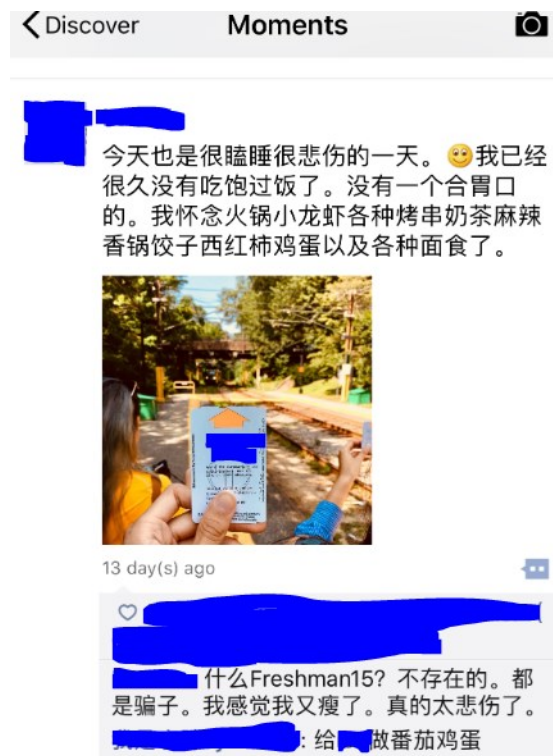 Discover Moments
今天也是很瞌睡很悲伤的一天。🙂我已经
很久没有吃饱过饭了。没有一个合胃口
的。我怀念火锅小龙虾各种烤串奶茶麻辣
香锅饺子西红柿鸡蛋以及各种面食了。
13 day(s) ago
什么Freshman15？不存在的。都
是骗子。我感觉我又瘦了。真的太悲伤了。
: 给 做番茄鸡蛋